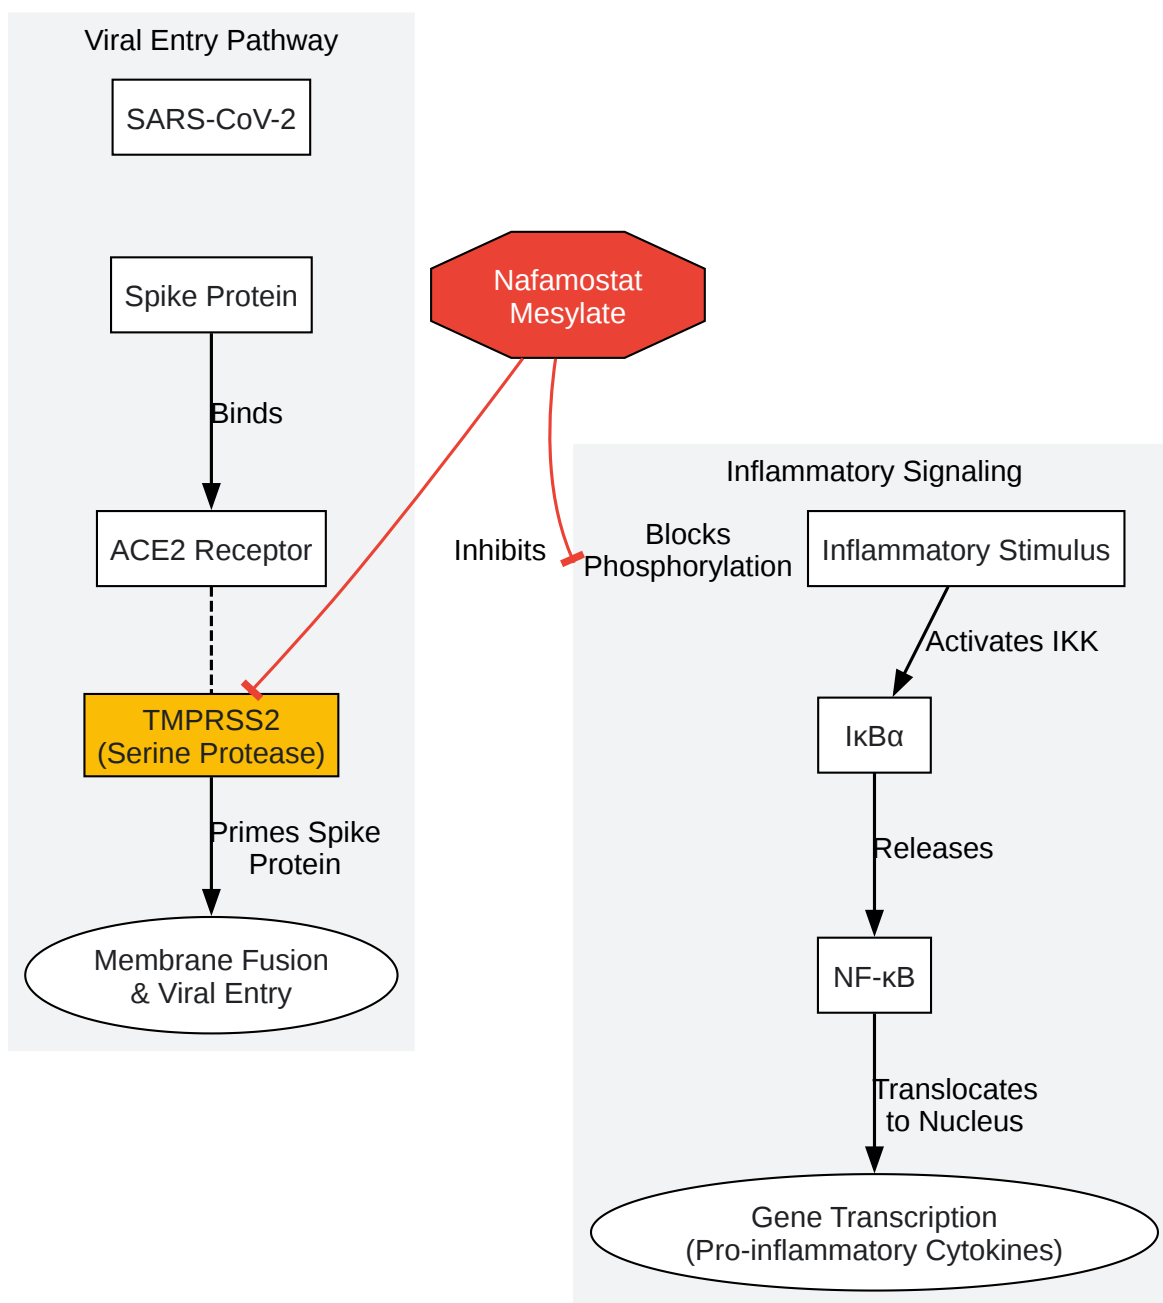 Viral Entry Pathway
SARS-CoV-2
Spike Protein
Binds
ACE2 Receptor
TMPRSS2
(Serine Protease)
Primes Spike
Protein
Membrane Fusion
& Viral Entry
Nafamostat
Mesylate
Inhibits
Blocks
Phosphorylation
Inflammatory Signaling
Inflammatory Stimulus
Activates IKK
IκBα
Releases
NF-κB
Translocates
to Nucleus
Gene Transcription
(Pro-inflammatory Cytokines)